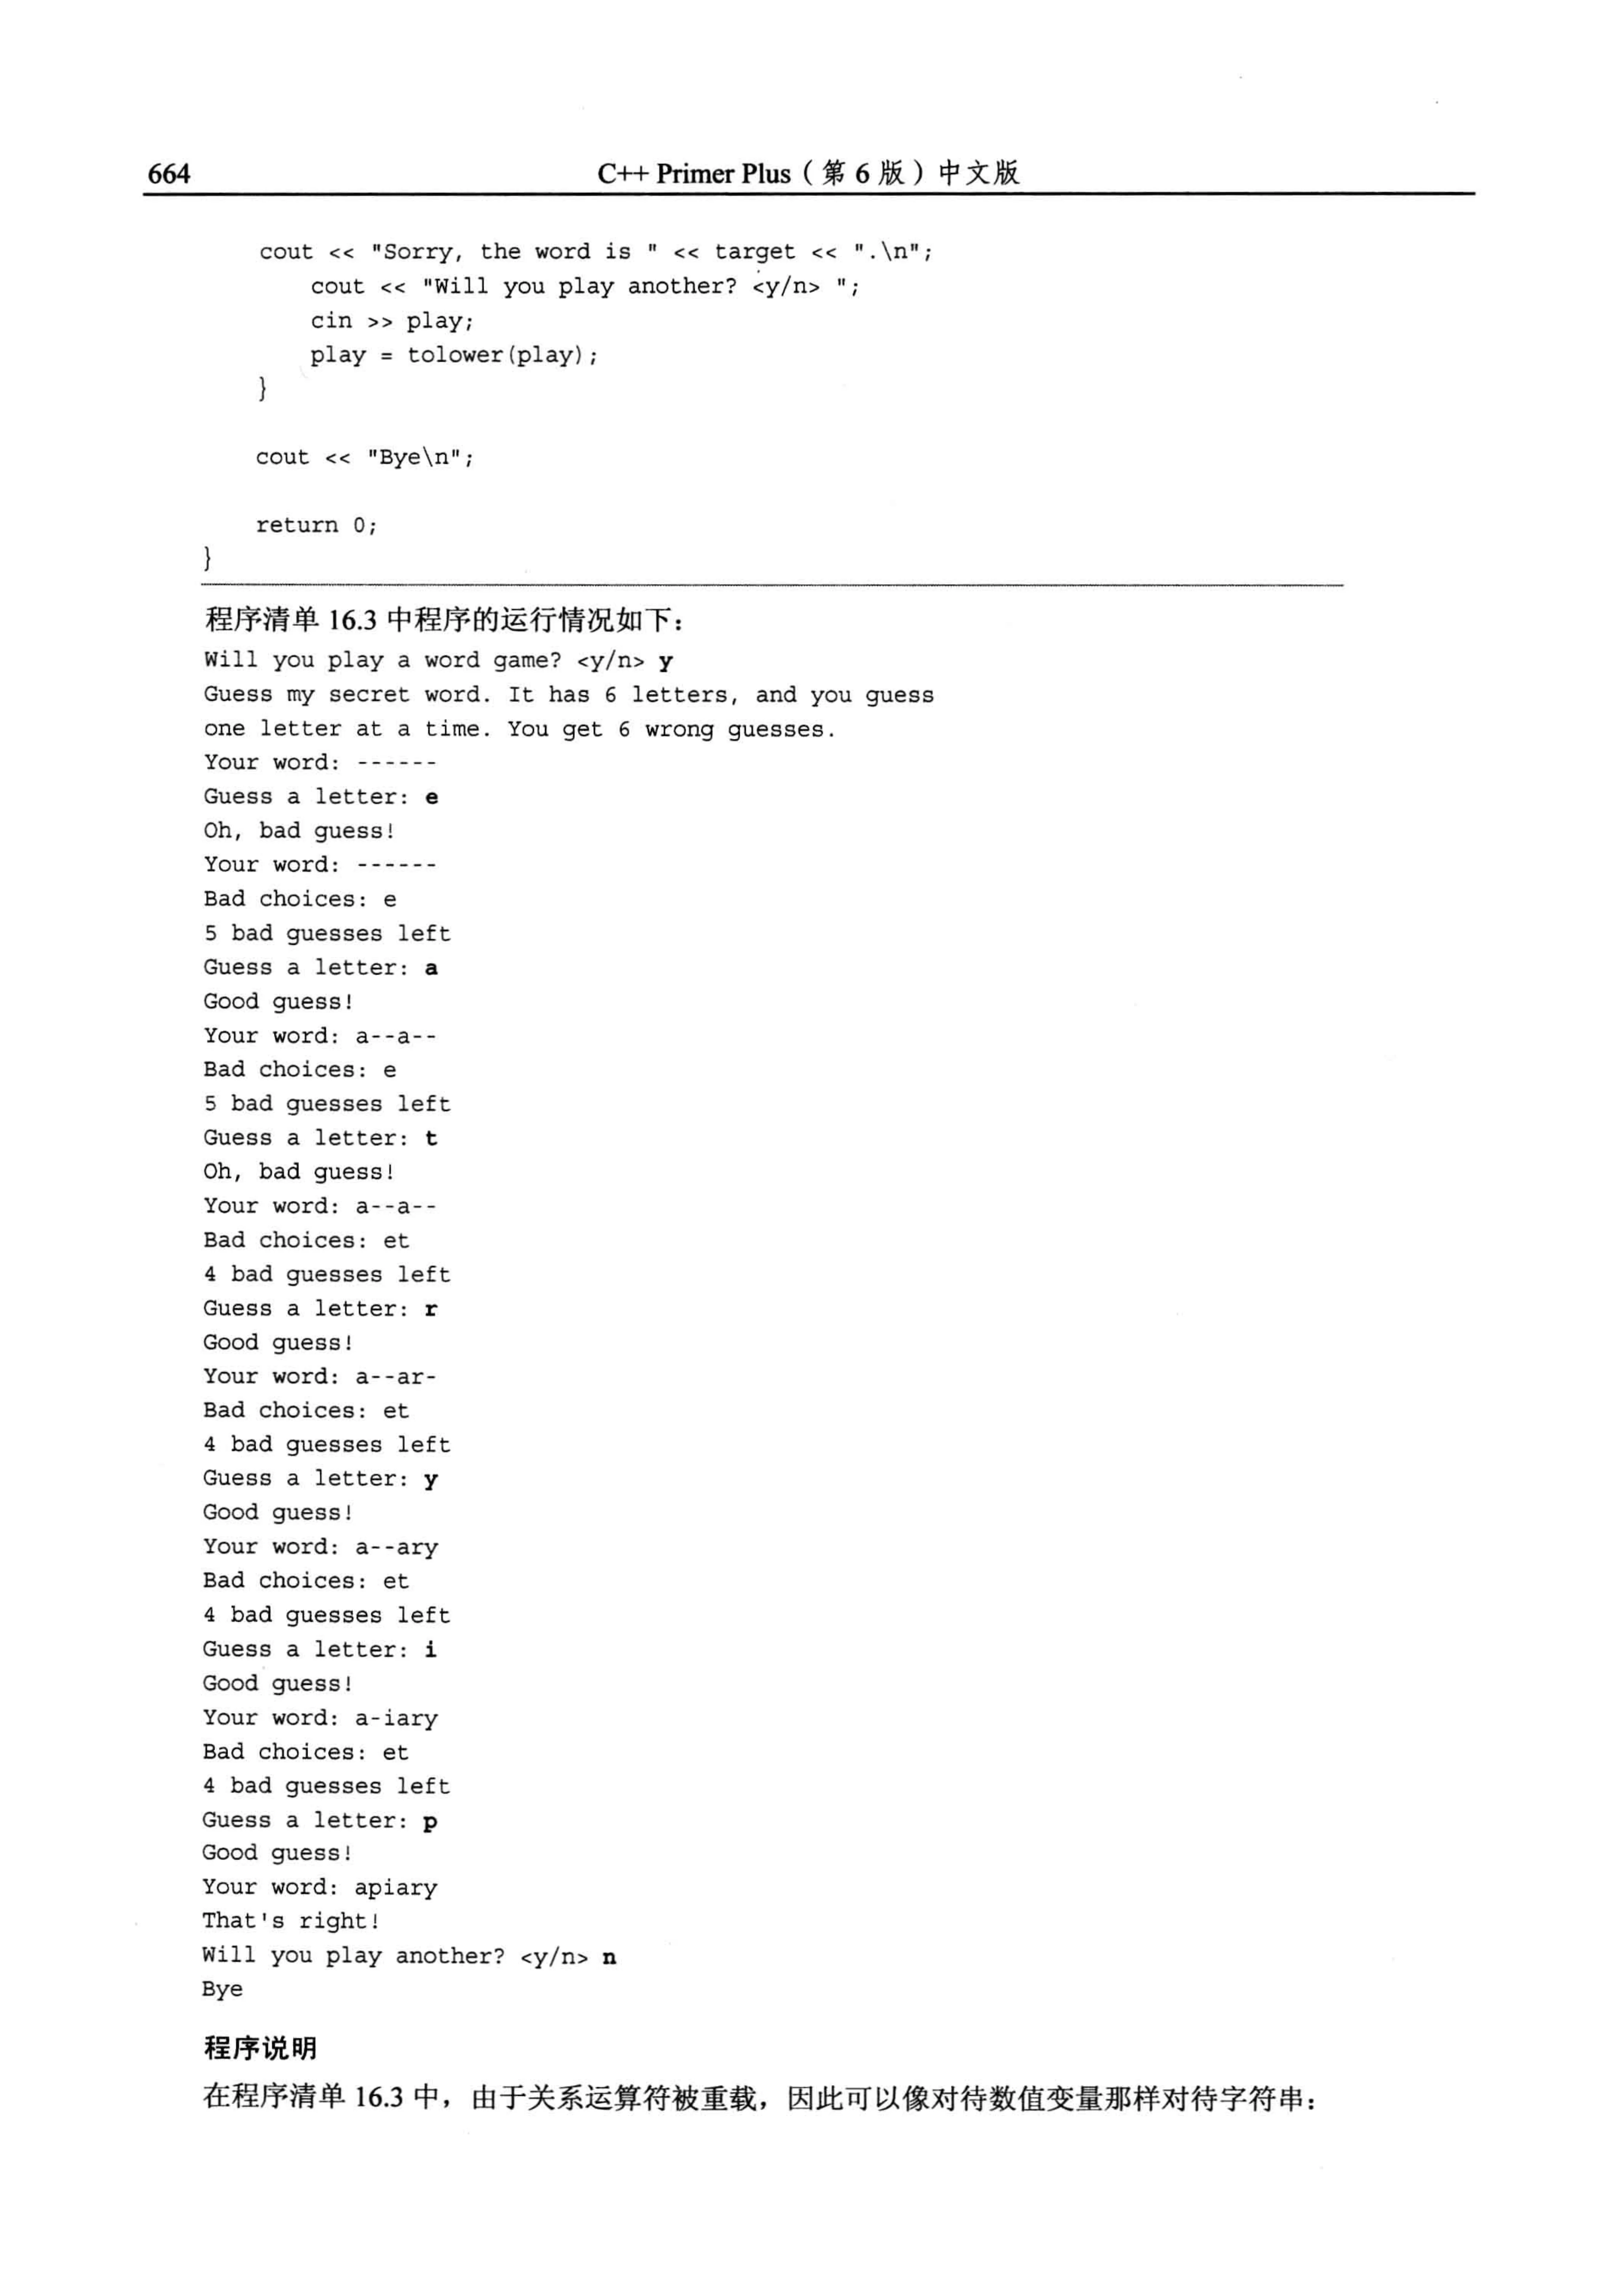 664
C++ Primer Plus（第 6 版）中文版
cout << "Sorry, the word is " << target << ".\n";
cout << "Will you play another? <y/n> ";
cin >> play;
play = tolower(play);
}
cout << "Bye\n";
return 0;
}
程序清单 16.3 中程序的运行情况如下：
Will you play a word game? <y/n> y
Guess my secret word. It has 6 letters, and you guess
one letter at a time. You get 6 wrong guesses.
Your word: ------
Guess a letter: e
Oh, bad guess!
Your word: ------
Bad choices: e
5 bad guesses left
Guess a letter: a
Good guess!
Your word: a--a--
Bad choices: e
5 bad guesses left
Guess a letter: t
Oh, bad guess!
Your word: a--a--
Bad choices: et
4 bad guesses left
Guess a letter: r
Good guess!
Your word: a--ar-
Bad choices: et
4 bad guesses left
Guess a letter: y
Good guess!
Your word: a--ary
Bad choices: et
4 bad guesses left
Guess a letter: i
Good guess!
Your word: a-iary
Bad choices: et
4 bad guesses left
Guess a letter: p
Good guess!
Your word: apiary
That's right!
Will you play another? <y/n> n
Bye
程序说明
在程序清单 16.3 中，由于关系运算符被重载，因此可以像对待数值变量那样对待字符串：